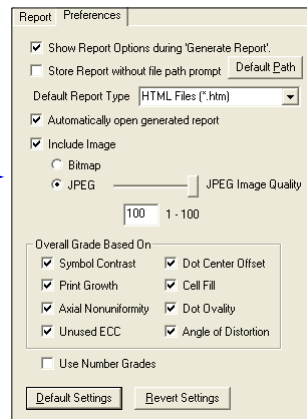 Report Preferences
Show Report Options during 'Generate Report'.
Store Report without file path prompt Default Path
Default Report Type HTML Files (*.htm)
Automatically open generated report
Include Image
Bitmap
JPEG JPEG Image Quality
100 1 - 100
Overall Grade Based On
Symbol Contrast Dot Center Offset
Print Growth Cell Fill
Axial Nonuniformity Dot Ovality
Unused ECC Angle of Distortion
Use Number Grades
Default Settings Revert Settings